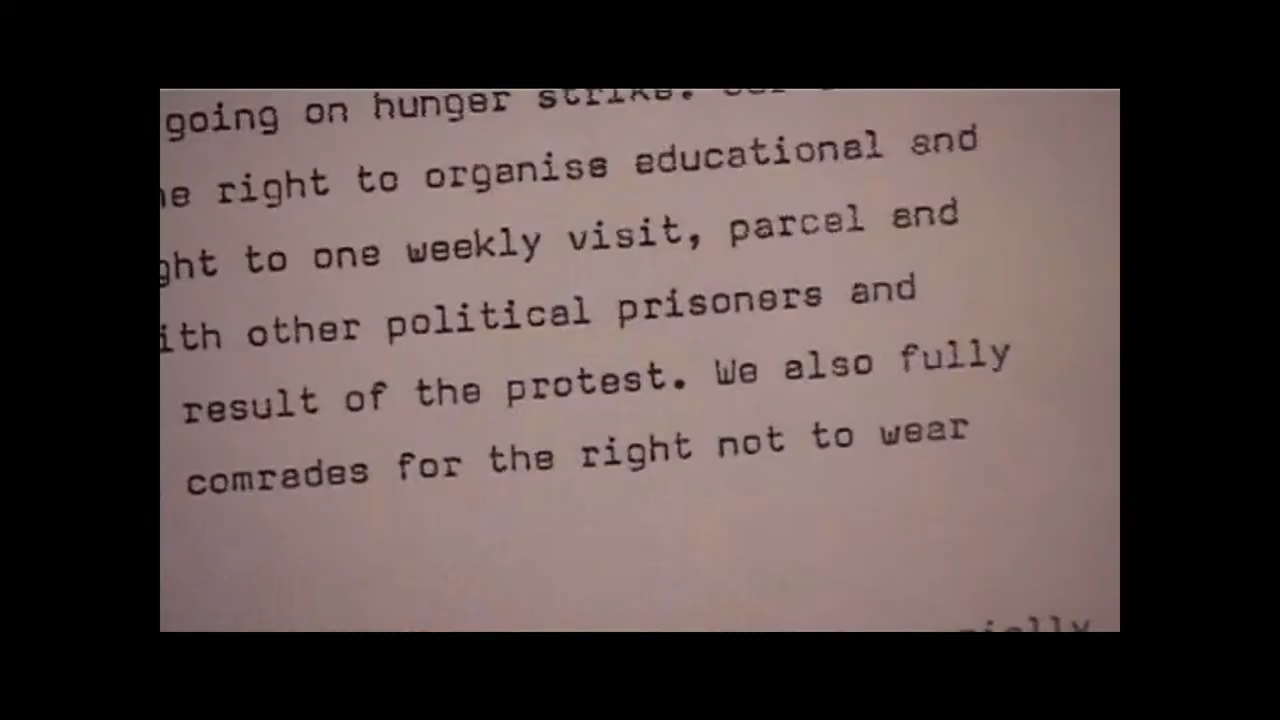 going on hunger strike.
right to organise educational and
to one weekly visit, parcel and
other political prisoners and
result of the protest. We also fully
comrades for the right not to wear